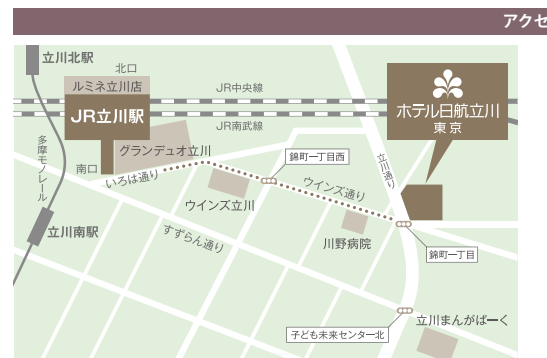 アクセ
立川北駅
北口
ルミネ立川店
JR立川駅
JR中央線
JR南武線
ホテル日航立川
東京
グランデュオ立川
南口
いろは通り
多摩モノレール
錦町一丁目西
立川通り
ウインズ通り
ウインズ立川
川野病院
立川南駅
すずらん通り
錦町一丁目
立川まんがぱーく
子ども未来センター北